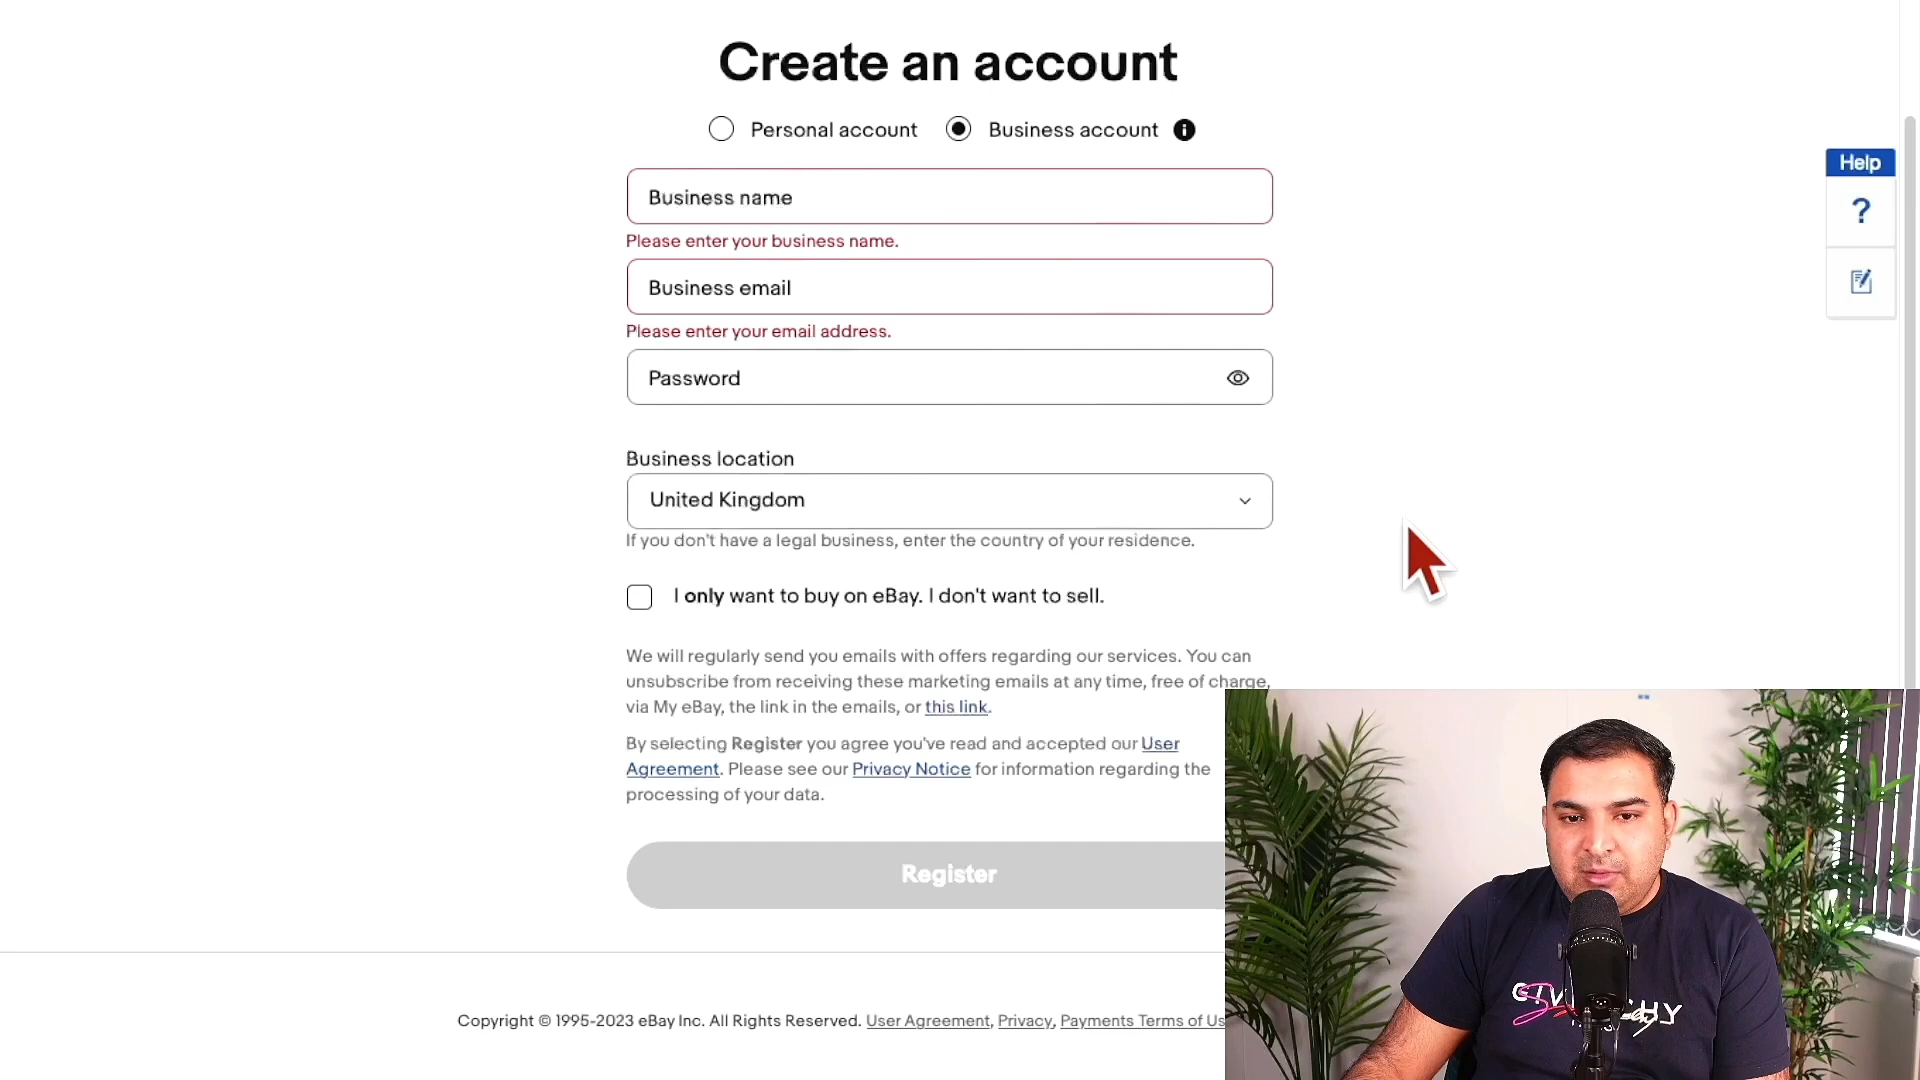 Create an account
Personal account
Business account
Help
Business name
Please enter your business name.
Business email
Please enter your email address.
Password
Business location
United Kingdom
If you don't have a legal business, enter the country of your residence.
I only want to buy on eBay. I don't want to sell.
We will regularly send you emails with offers regarding our services. You can
unsubscribe from receiving these marketing emails at any time, free of charge,
via My eBay, the link in the emails, or this link.
By selecting Register you agree you've read and accepted our User
Agreement. Please see our Privacy Notice for information regarding the
processing of your data.
Register
Copyright © 1995-2023 eBay Inc. All Rights Reserved. User Agreement, Privacy, Payments Terms of